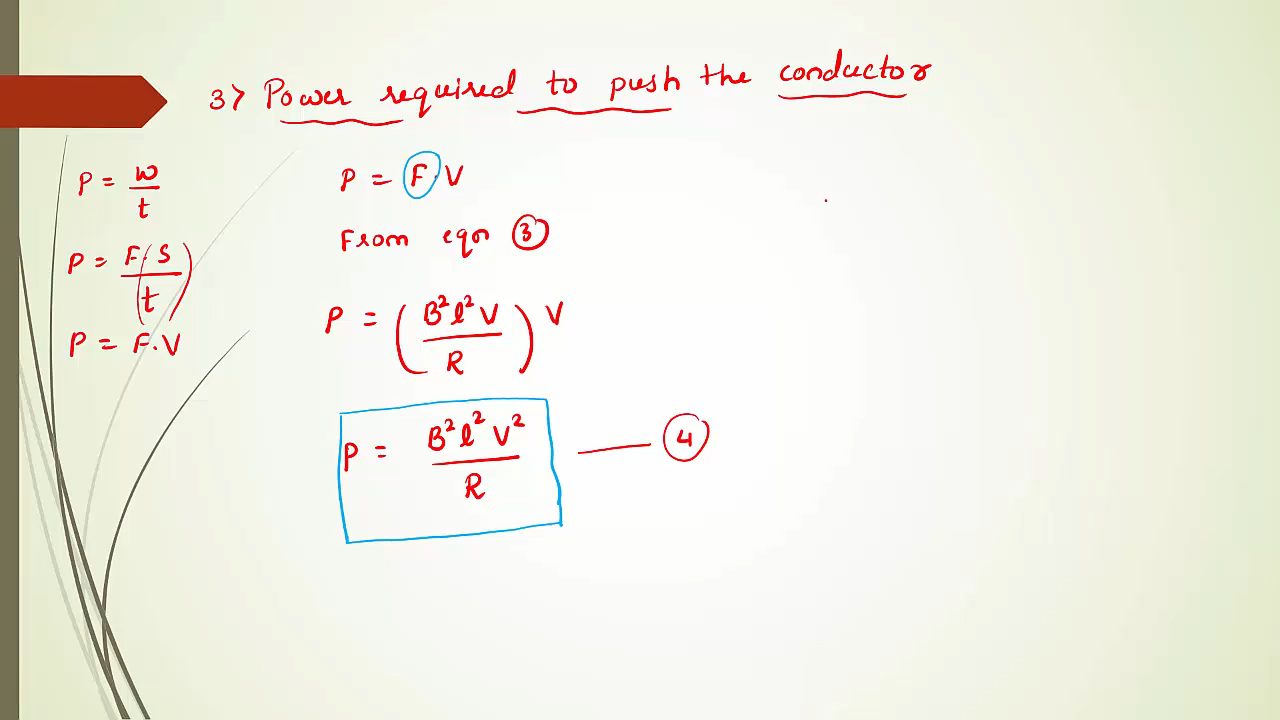 3> Power required to push the conductor
P = W/t
P = F.S/(t)
P = F.V
P = F.V
From eqn ③
P = (B²l²V/R) V
P = B²l²V²/R —— ④